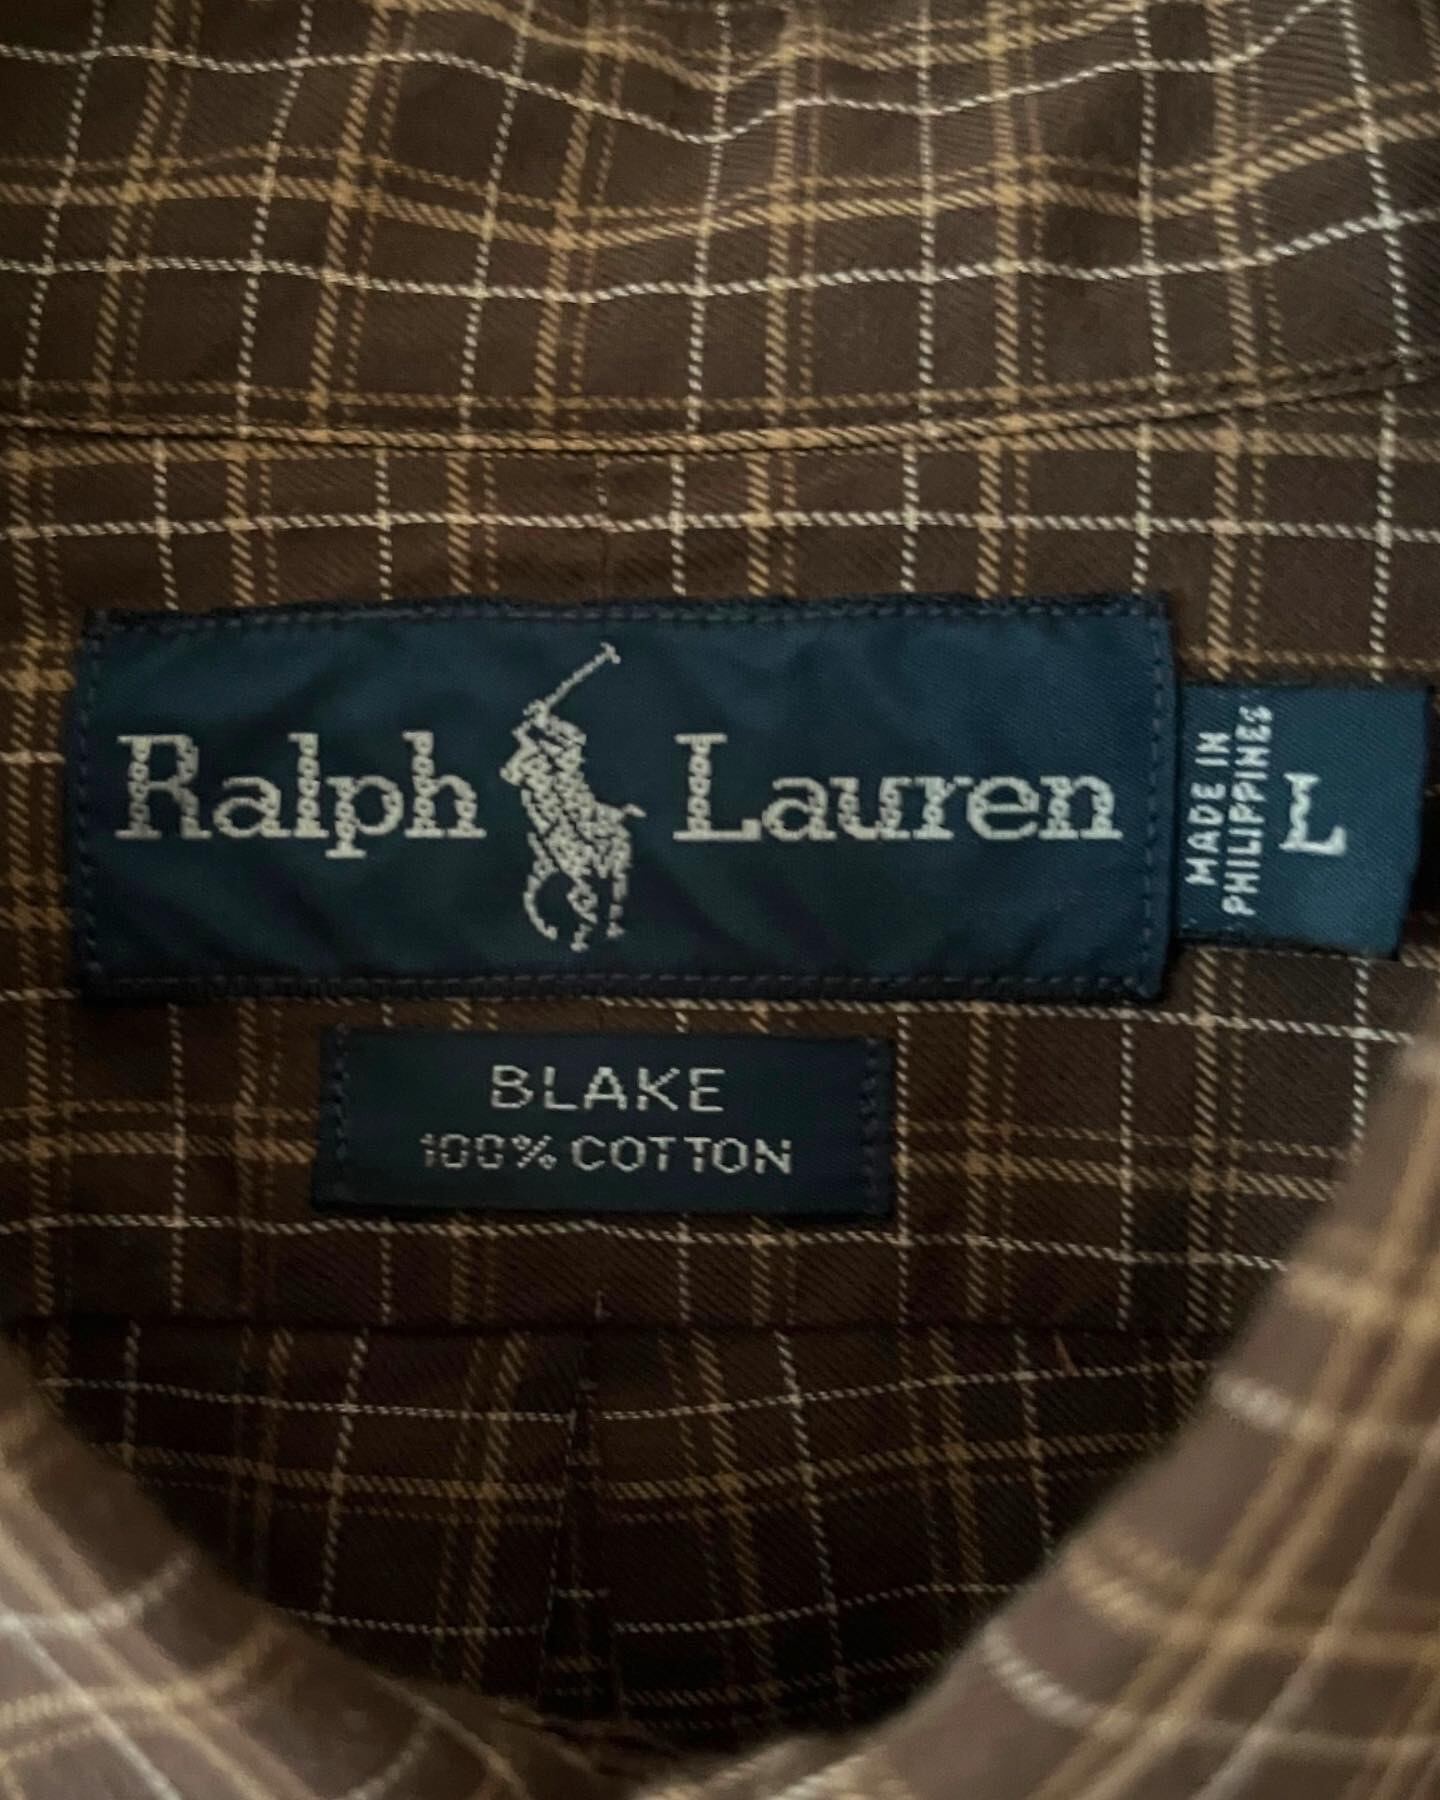 Ralph Lauren
MADE IN
PHILIPPINES
L
BLAKE
100% COTTON